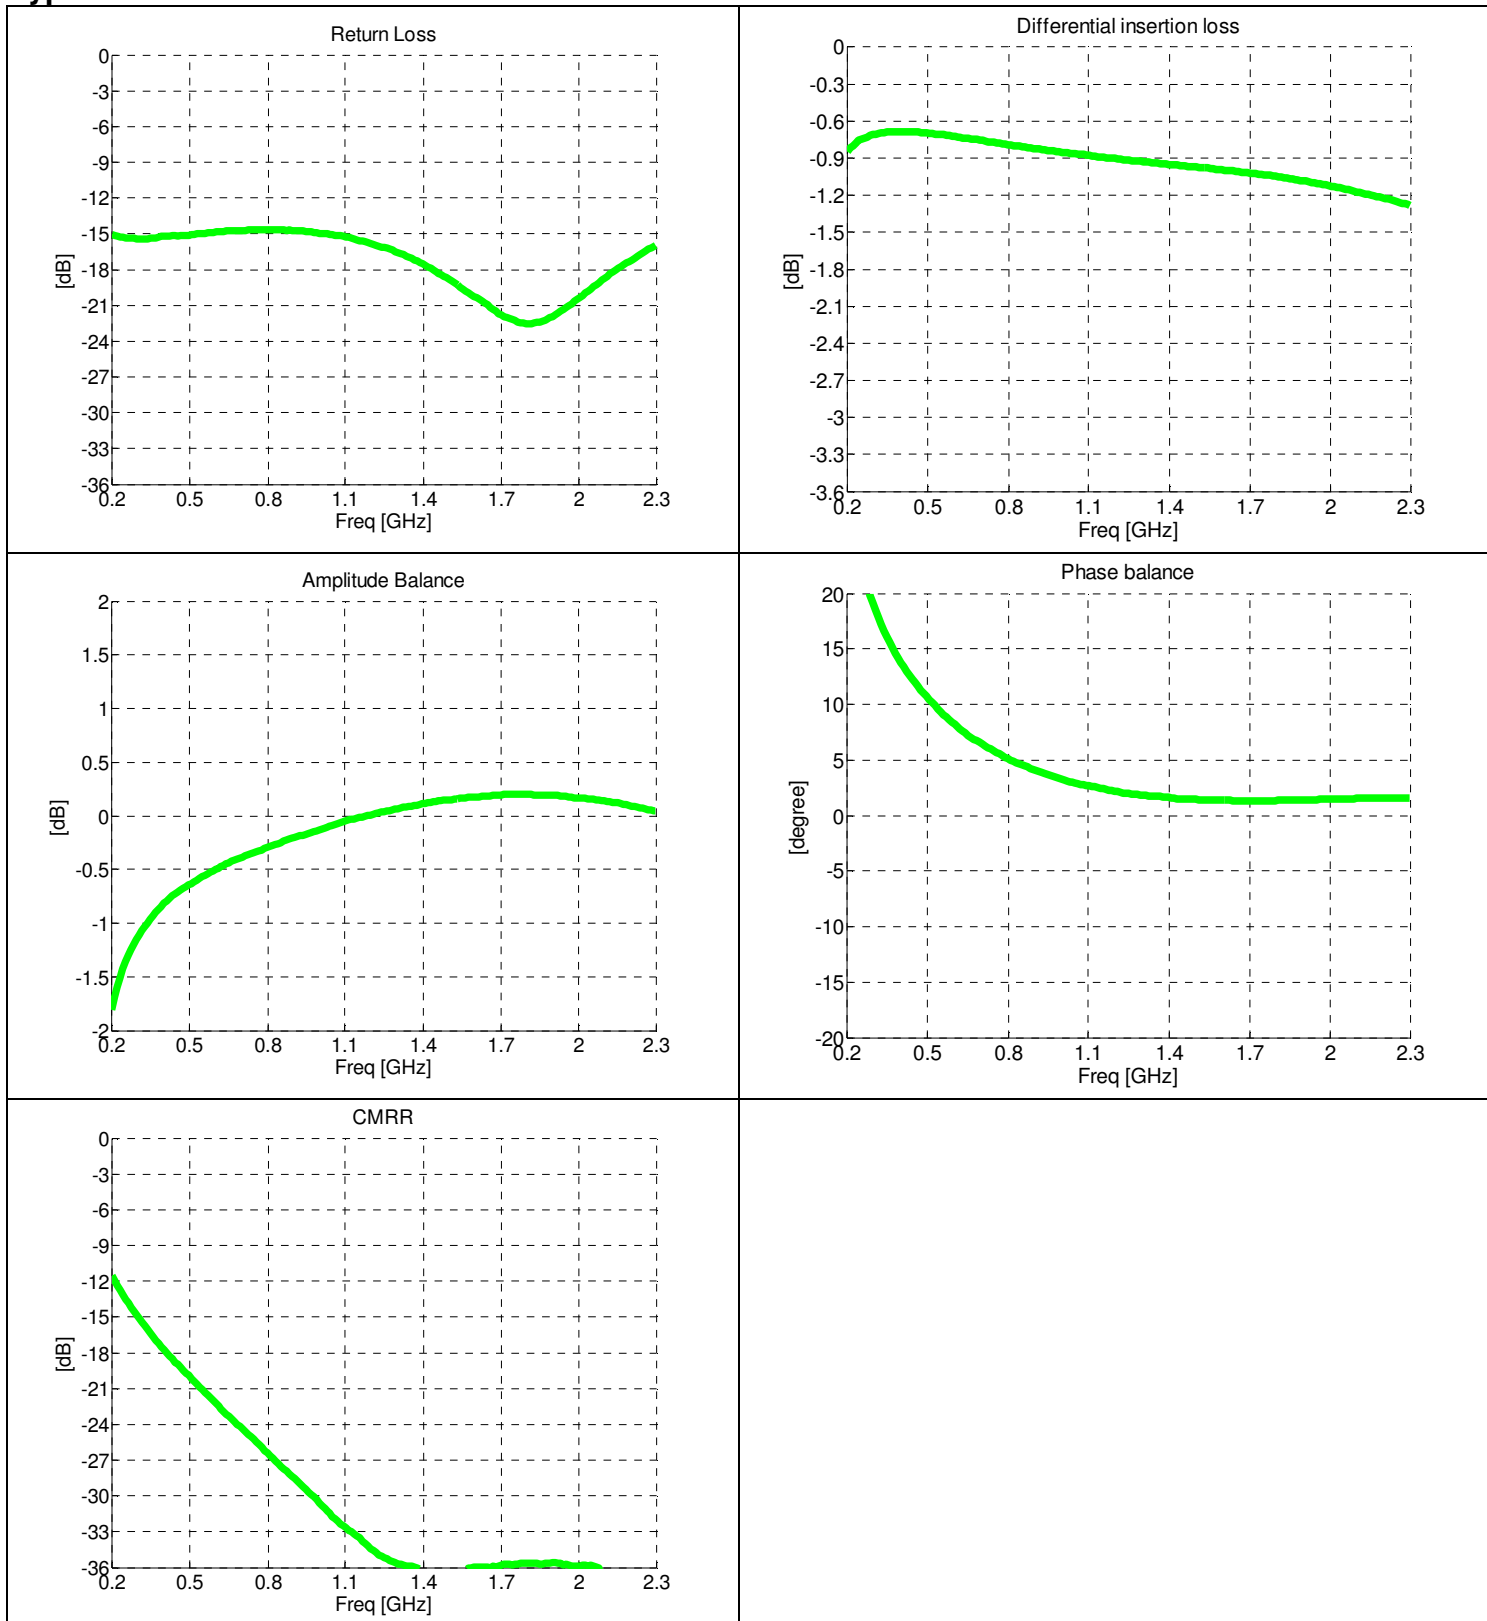 Return Loss
0
-3
-6
-9
-12
-15
-18
-21
-24
-27
-30
-33
-36
[dB]
0.2 0.5 0.8 1.1 1.4 1.7 2 2.3
Freq [GHz]
Differential insertion loss
0
-0.3
-0.6
-0.9
-1.2
-1.5
-1.8
-2.1
-2.4
-2.7
-3
-3.3
-3.6
[dB]
0.2 0.5 0.8 1.1 1.4 1.7 2 2.3
Freq [GHz]
Amplitude Balance
2
1.5
1
0.5
0
-0.5
-1
-1.5
-2
[dB]
0.2 0.5 0.8 1.1 1.4 1.7 2 2.3
Freq [GHz]
Phase balance
20
15
10
5
0
-5
-10
-15
-20
[degree]
0.2 0.5 0.8 1.1 1.4 1.7 2 2.3
Freq [GHz]
CMRR
0
-3
-6
-9
-12
-15
-18
-21
-24
-27
-30
-33
-36
[dB]
0.2 0.5 0.8 1.1 1.4 1.7 2 2.3
Freq [GHz]